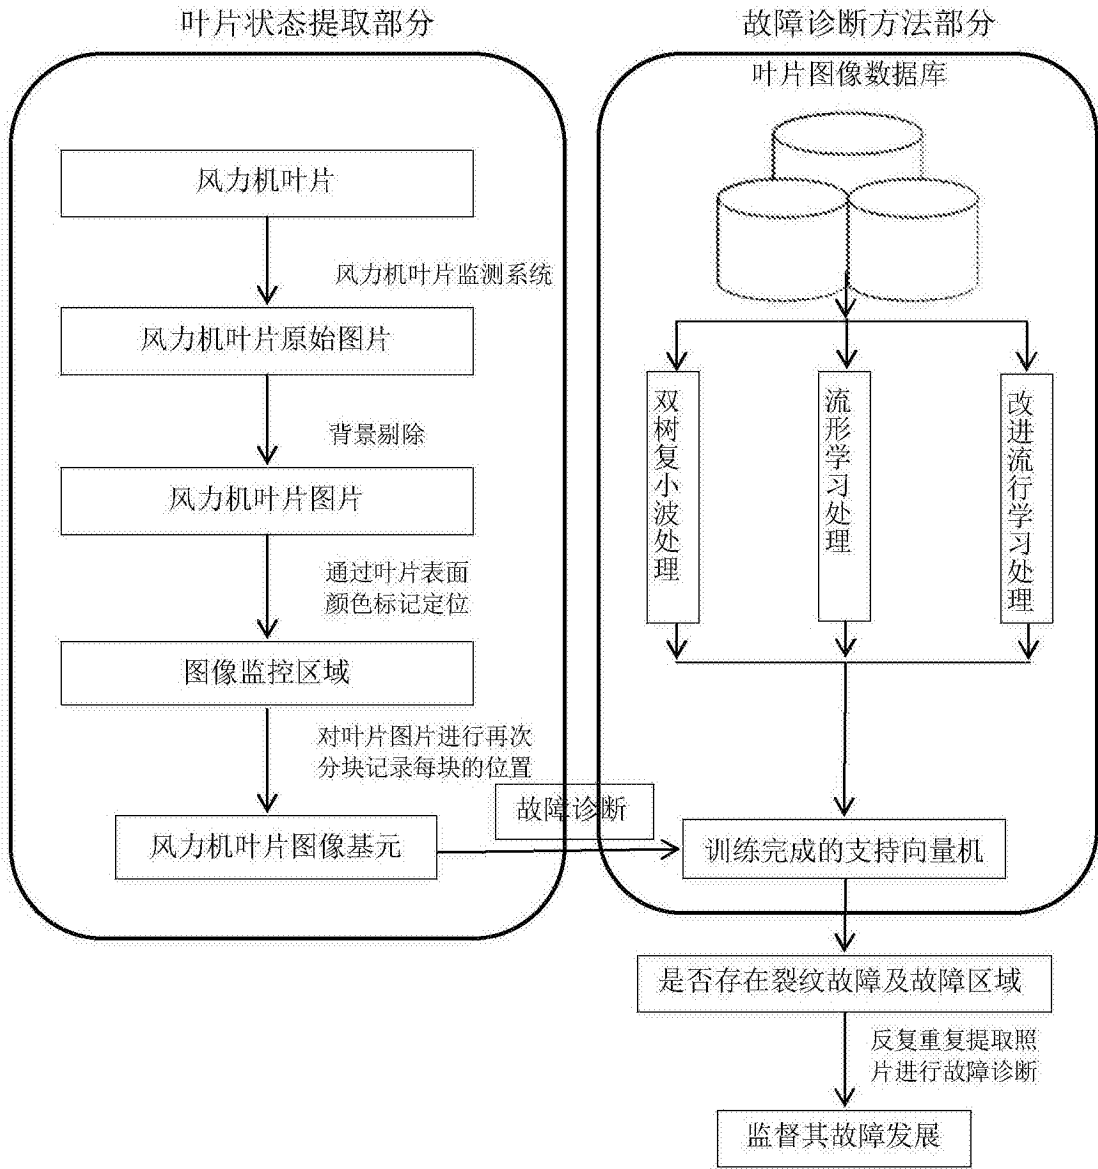 叶片状态提取部分
风力机叶片
风力机叶片监测系统
风力机叶片原始图片
背景剔除
风力机叶片图片
通过叶片表面
颜色标记定位
图像监控区域
对叶片图片进行再次
分块记录每块的位置
风力机叶片图像基元
故障诊断
故障诊断方法部分
叶片图像数据库
双树复小波处理
流形学习处理
改进流行学习处理
训练完成的支持向量机
是否存在裂纹故障及故障区域
反复重复提取照
片进行故障诊断
监督其故障发展